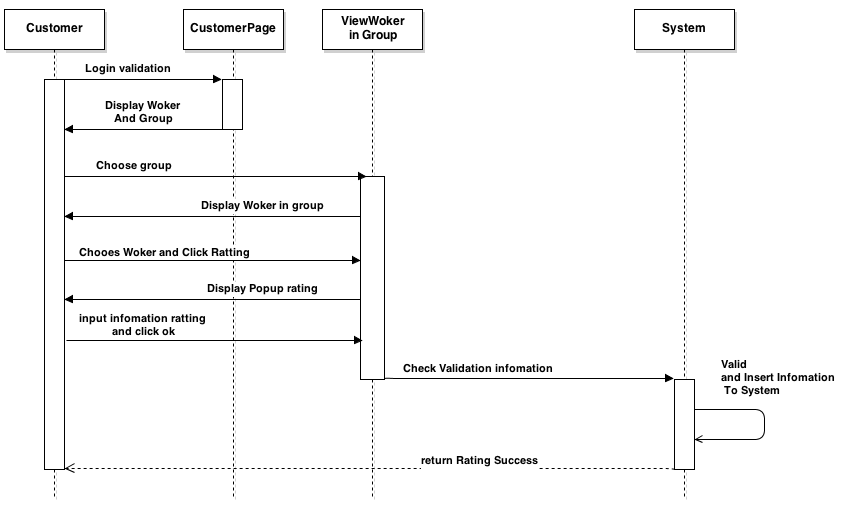 Customer
CustomerPage
ViewWoker
in Group
System
Login validation
Display Woker
And Group
Choose group
Display Woker in group
Chooes Woker and Click Ratting
Display Popup rating
input infomation ratting
and click ok
Check Validation infomation
Valid
and Insert Infomation
To System
return Rating Success